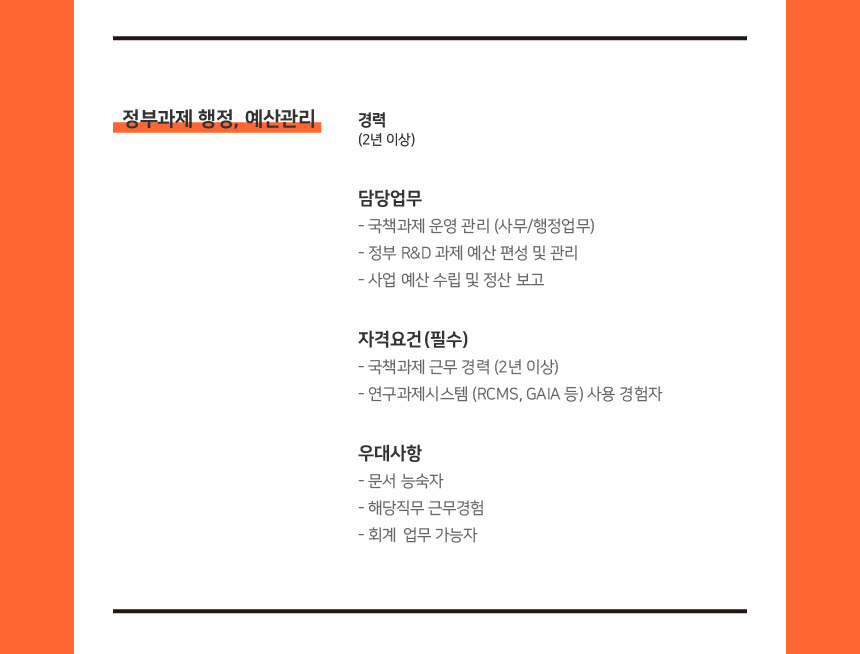 정부과제 행정, 예산관리
경력
(2년 이상)
담당업무
- 국책과제 운영 관리 (사무/행정업무)
- 정부 R&D 과제 예산 편성 및 관리
- 사업 예산 수립 및 정산 보고
자격요건(필수)
- 국책과제 근무 경력 (2년 이상)
- 연구과제시스템 (RCMS, GAIA 등) 사용 경험자
우대사항
- 문서 능숙자
- 해당직무 근무경험
- 회계 업무 가능자